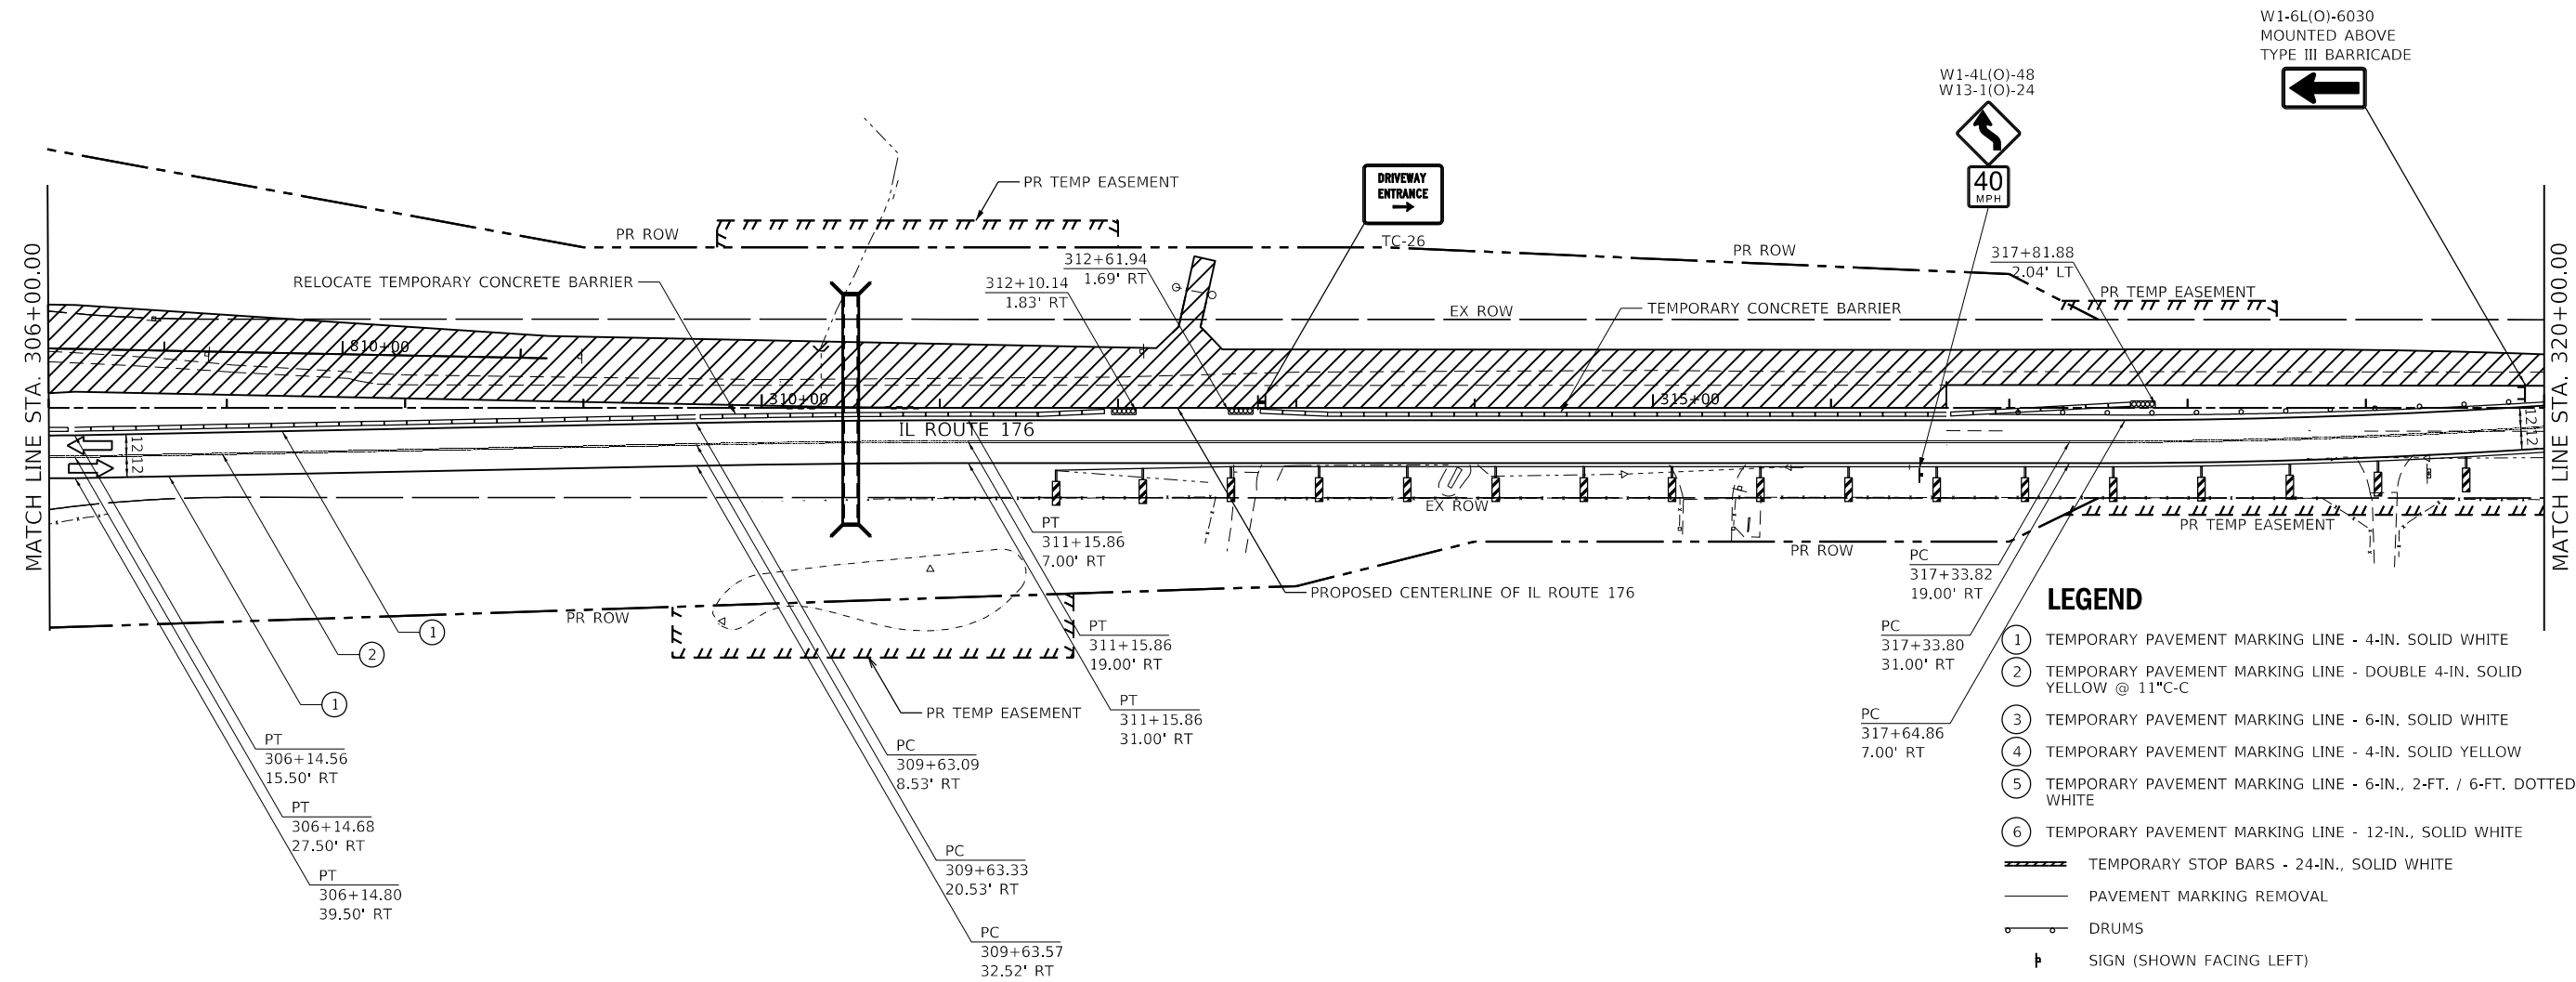 W1-6L(O)-6030
MOUNTED ABOVE
TYPE III BARRICADE
W1-4L(O)-48
W13-1(O)-24
40
MPH
DRIVEWAY
ENTRANCE
TC-26
PR TEMP EASEMENT
PR ROW
PR ROW
312+61.94
1.69' RT
312+10.14
1.83' RT
317+81.88
2.04' LT
PR TEMP EASEMENT
RELOCATE TEMPORARY CONCRETE BARRIER
EX ROW
TEMPORARY CONCRETE BARRIER
MATCH LINE STA. 306+00.00
MATCH LINE STA. 320+00.00
810+00
310+00
315+00
IL ROUTE 176
12
12
12
12
EX ROW
PR TEMP EASEMENT
PR ROW
PT
311+15.86
7.00' RT
PC
317+33.82
19.00' RT
PROPOSED CENTERLINE OF IL ROUTE 176
PR ROW
PT
311+15.86
19.00' RT
PC
317+33.80
31.00' RT
1
2
1
PT
311+15.86
31.00' RT
PR TEMP EASEMENT
PC
317+64.86
7.00' RT
PT
306+14.56
15.50' RT
PC
309+63.09
8.53' RT
PT
306+14.68
27.50' RT
PC
309+63.33
20.53' RT
PT
306+14.80
39.50' RT
PC
309+63.57
32.52' RT
LEGEND
1 TEMPORARY PAVEMENT MARKING LINE - 4-IN. SOLID WHITE
2 TEMPORARY PAVEMENT MARKING LINE - DOUBLE 4-IN. SOLID
YELLOW @ 11"C-C
3 TEMPORARY PAVEMENT MARKING LINE - 6-IN. SOLID WHITE
4 TEMPORARY PAVEMENT MARKING LINE - 4-IN. SOLID YELLOW
5 TEMPORARY PAVEMENT MARKING LINE - 6-IN., 2-FT. / 6-FT. DOTTED
WHITE
6 TEMPORARY PAVEMENT MARKING LINE - 12-IN., SOLID WHITE
TEMPORARY STOP BARS - 24-IN., SOLID WHITE
PAVEMENT MARKING REMOVAL
DRUMS
SIGN (SHOWN FACING LEFT)